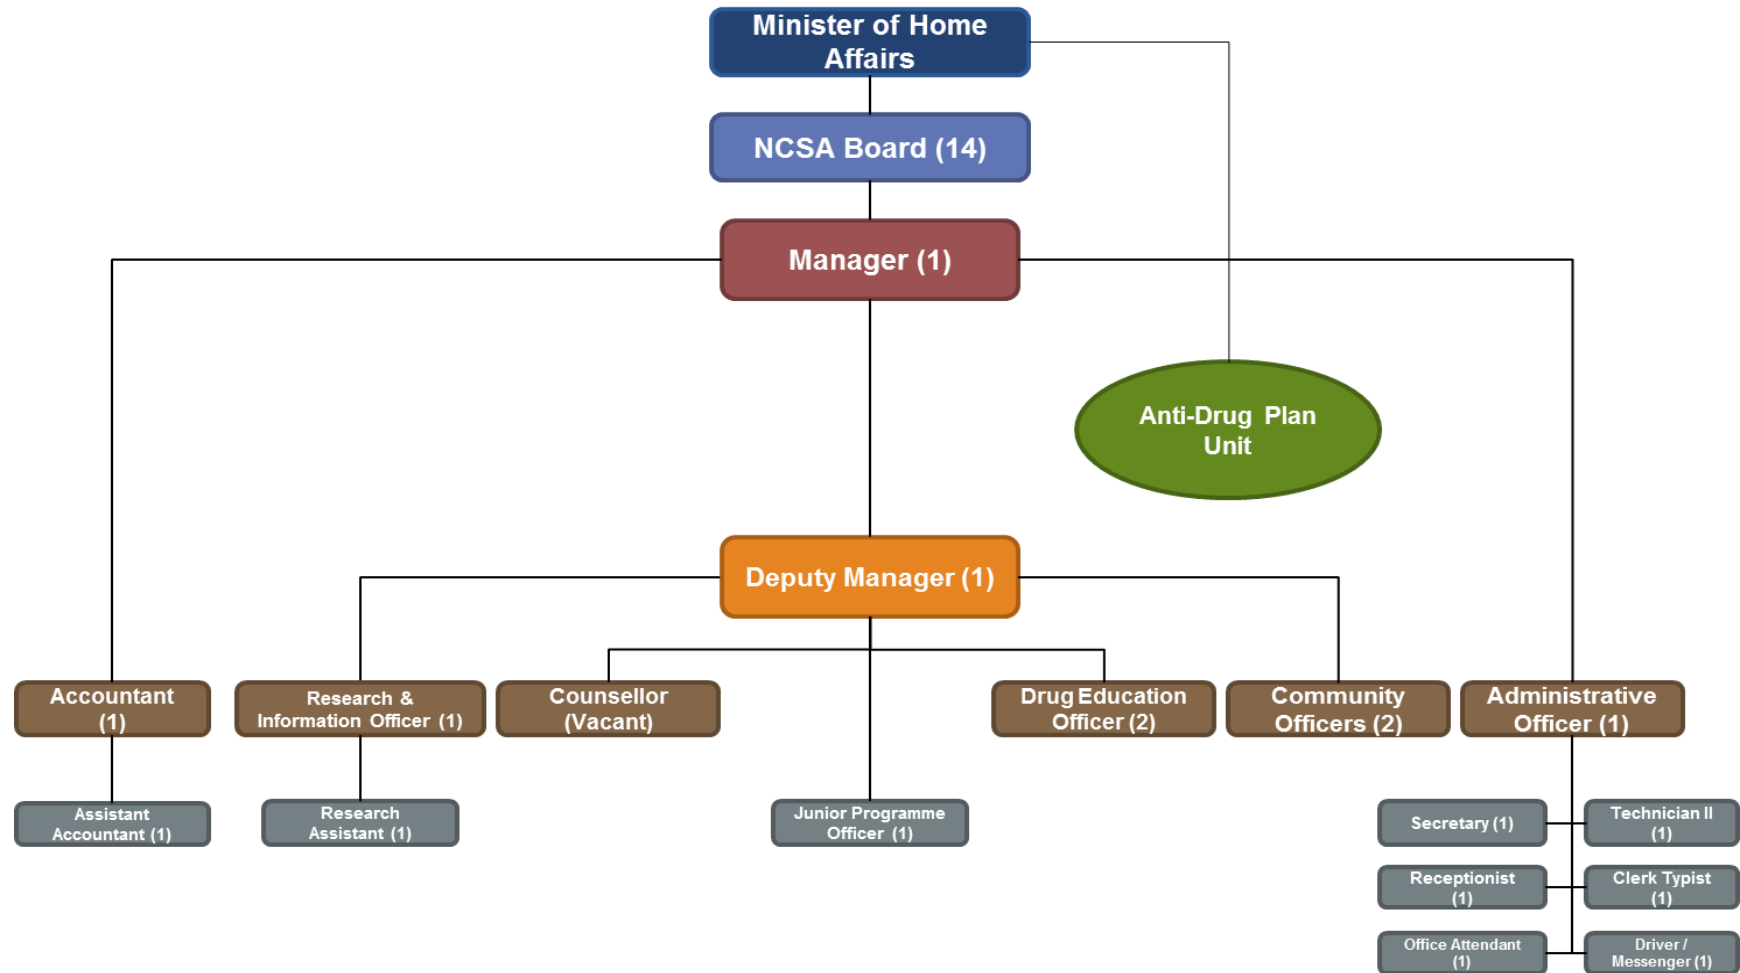 Minister of Home
Affairs
NCSA Board (14)
Manager (1)
Anti-Drug Plan
Unit
Deputy Manager (1)
Accountant
(1)
Research &
Information Officer (1)
Counsellor
(Vacant)
Drug Education
Officer (2)
Community
Officers (2)
Administrative
Officer (1)
Assistant
Accountant (1)
Research
Assistant (1)
Junior Programme
Officer (1)
Secretary (1)
Technician II
(1)
Receptionist
(1)
Clerk Typist
(1)
Office Attendant
(1)
Driver /
Messenger (1)